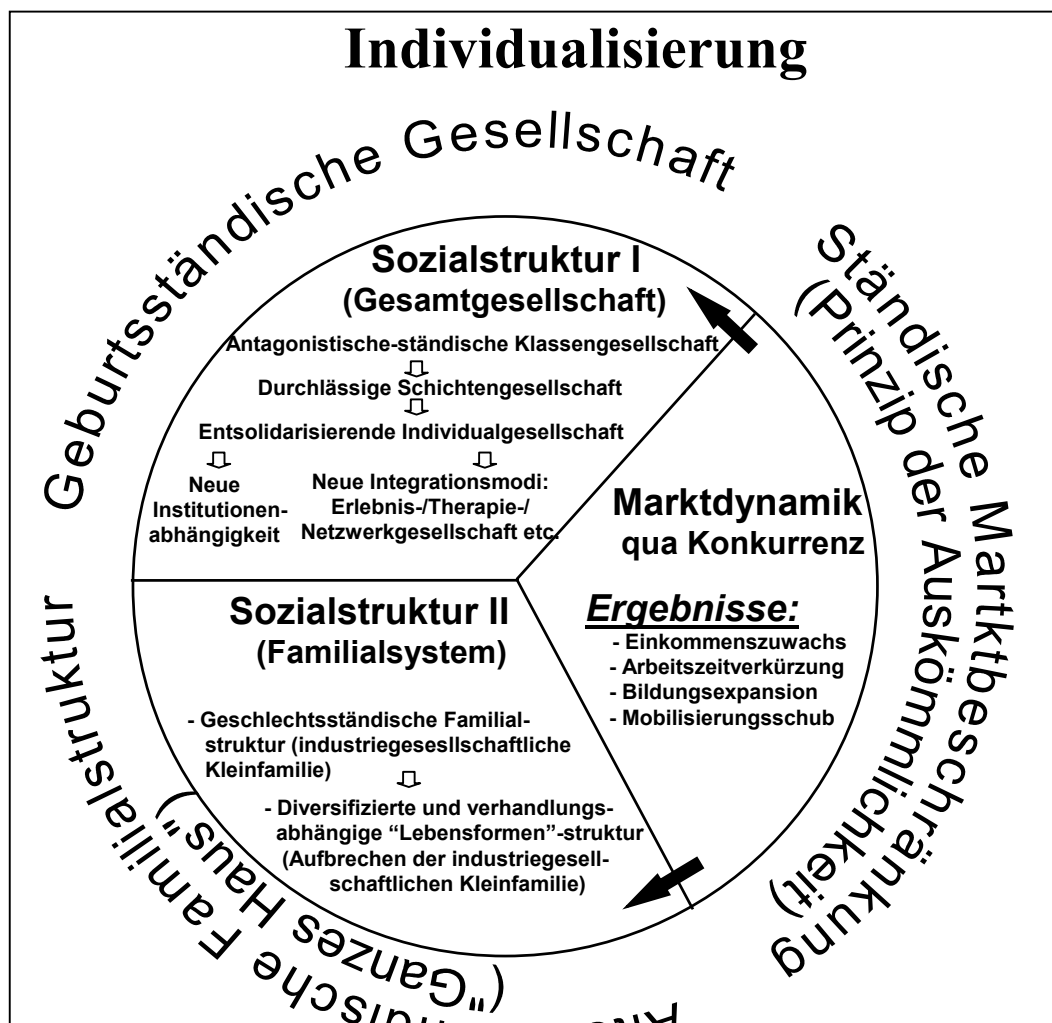 Individualisierung
Geburtsständische Gesellschaft
Ständische Martktbeschränkung
(Prinzip der Auskömmlichkeit)
Sozialstruktur I
(Gesamtgesellschaft)
Antagonistische-ständische Klassengesellschaft
Durchlässige Schichtengesellschaft
Entsolidarisierende Individualgesellschaft
Neue
Institutionen-
abhängigkeit
Neue Integrationsmodi:
Erlebnis-/Therapie-/
Netzwerkgesellschaft etc.
Marktdynamik
qua Konkurrenz
Ergebnisse:
- Einkommenszuwachs
- Arbeitszeitverkürzung
- Bildungsexpansion
- Mobilisierungsschub
Sozialstruktur II
(Familialsystem)
- Geschlechtsständische Familial-
struktur (industriegesesllschaftliche
Kleinfamilie)
- Diversifizierte und verhandlungs-
abhängige “Lebensformen”-struktur
(Aufbrechen der industriegesell-
schaftlichen Kleinfamilie)
Familialstruktur
("Ganzes Haus")